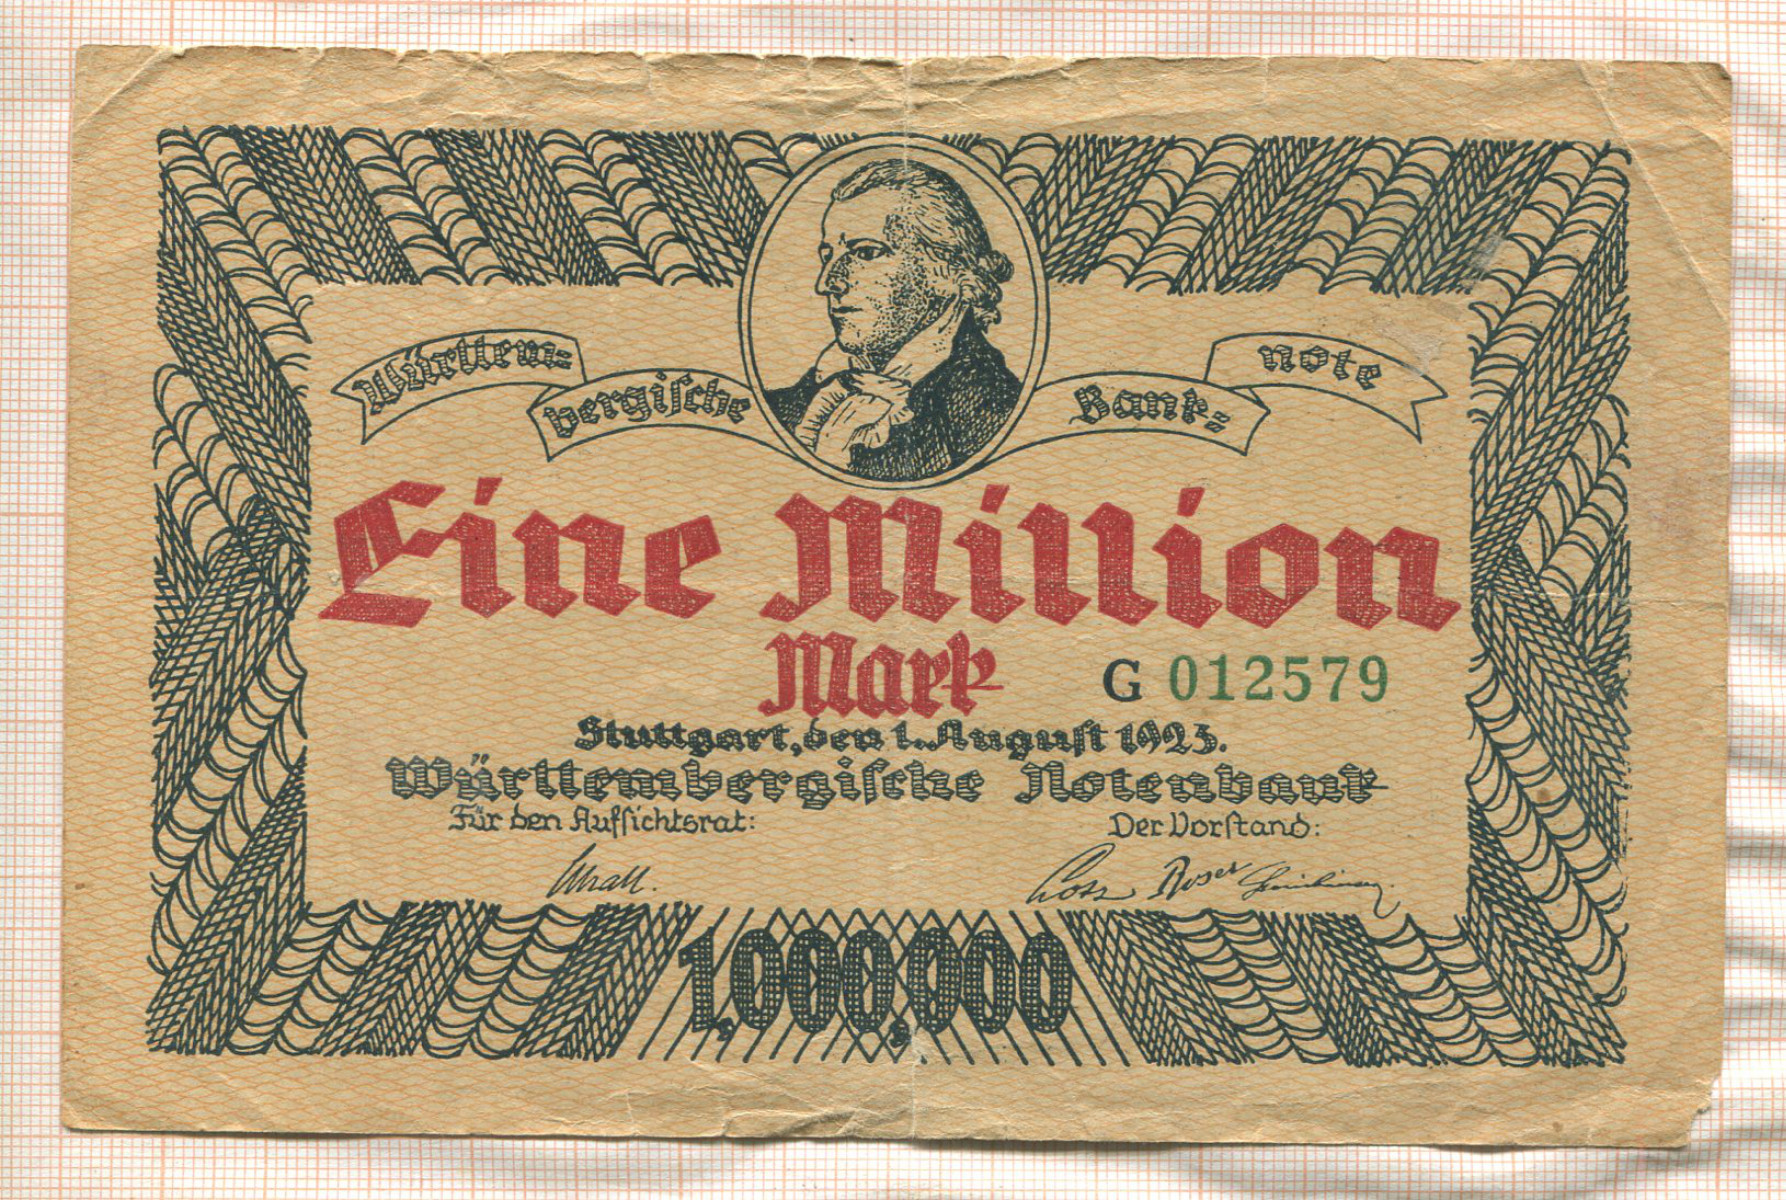 Württem=
bergische
Bank=
note
Eine Million
Mark
G 012579
Stuttgart, den 1. August 1923.
Württembergische Notenbank
Für den Aufsichtsrat:
Der Vorstand:
Roser
1,000,000